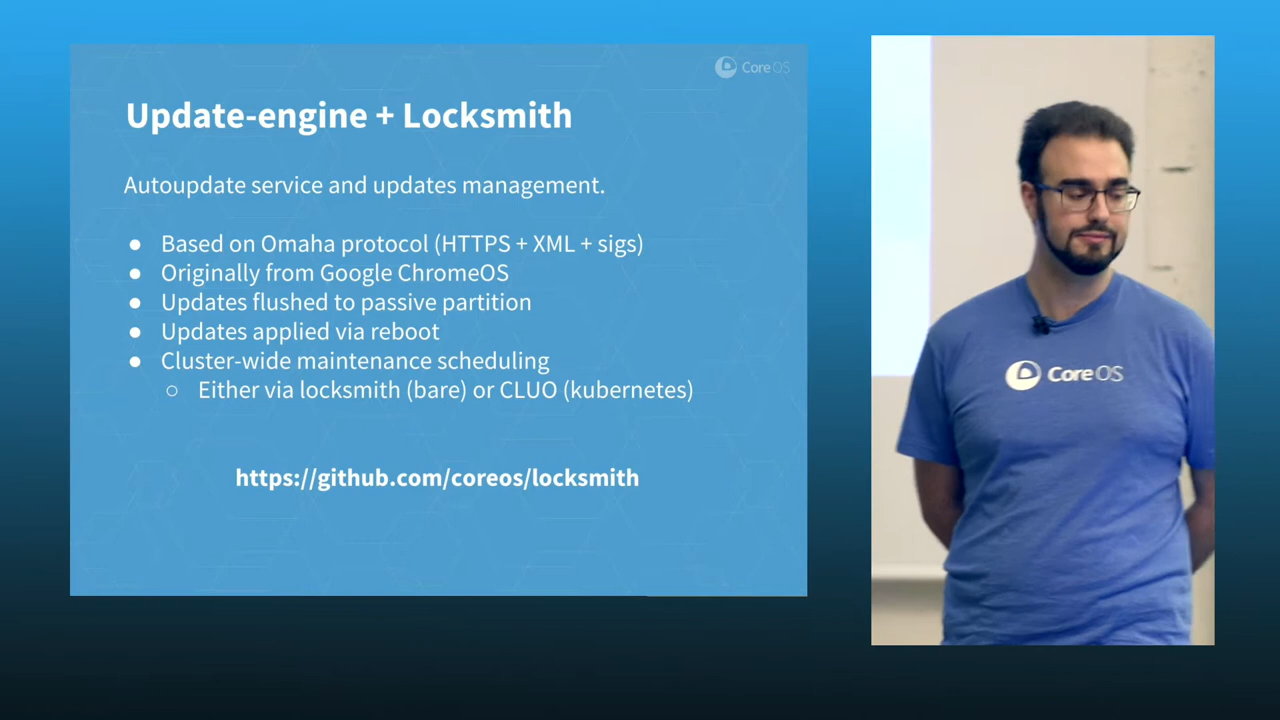 CoreOS
Update-engine + Locksmith
Autoupdate service and updates management.
● Based on Omaha protocol (HTTPS + XML + sigs)
● Originally from Google ChromeOS
● Updates flushed to passive partition
● Updates applied via reboot
● Cluster-wide maintenance scheduling
○ Either via locksmith (bare) or CLUO (kubernetes)
https://github.com/coreos/locksmith
CoreOS